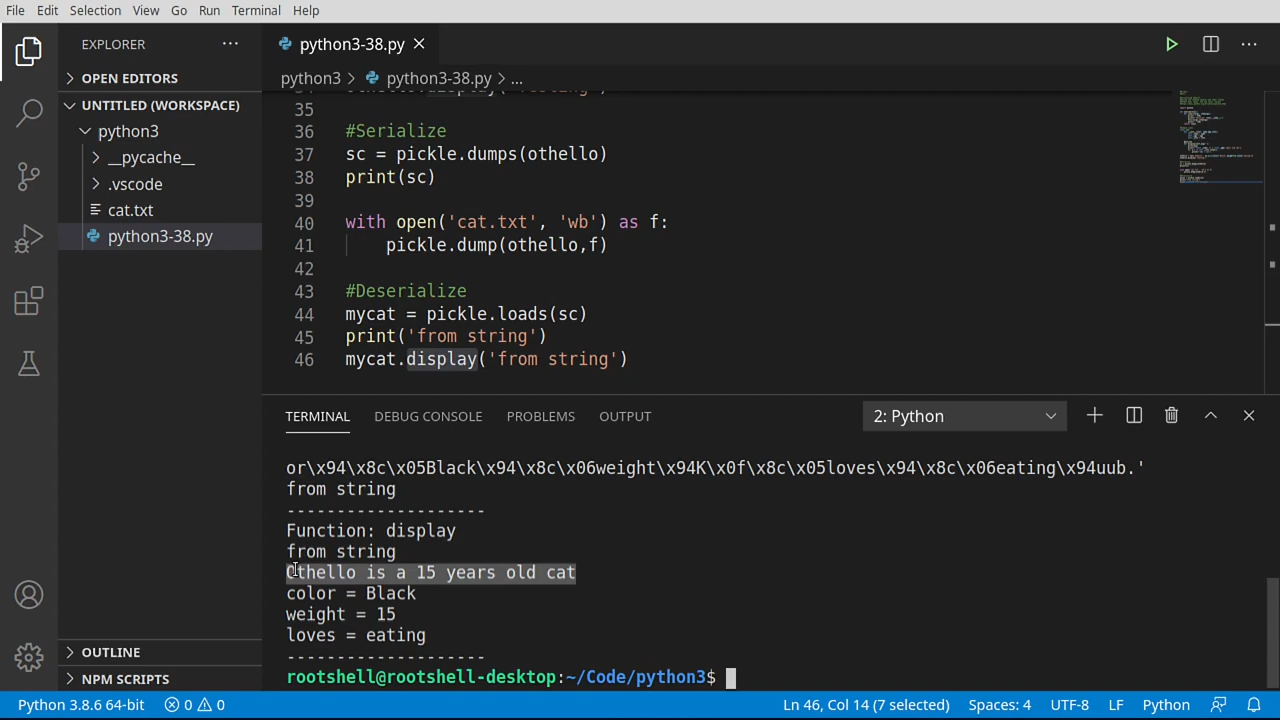 File Edit Selection View Go Run Terminal Help
EXPLORER
OPEN EDITORS
UNTITLED (WORKSPACE)
python3
__pycache__
.vscode
cat.txt
python3-38.py
OUTLINE
NPM SCRIPTS
python3-38.py
python3 > python3-38.py > ...
35
36 #Serialize
37 sc = pickle.dumps(othello)
38 print(sc)
39
40 with open('cat.txt', 'wb') as f:
41 pickle.dump(othello,f)
42
43 #Deserialize
44 mycat = pickle.loads(sc)
45 print('from string')
46 mycat.display('from string')
TERMINAL DEBUG CONSOLE PROBLEMS OUTPUT 2: Python
or\x94\x8c\x05Black\x94\x8c\x06weight\x94K\x0f\x8c\x05loves\x94\x8c\x06eating\x94uub.'
from string
--------------------
Function: display
from string
Othello is a 15 years old cat
color = Black
weight = 15
loves = eating
--------------------
rootshell@rootshell-desktop:~/Code/python3$
Python 3.8.6 64-bit 0 0 Ln 46, Col 14 (7 selected) Spaces: 4 UTF-8 LF Python